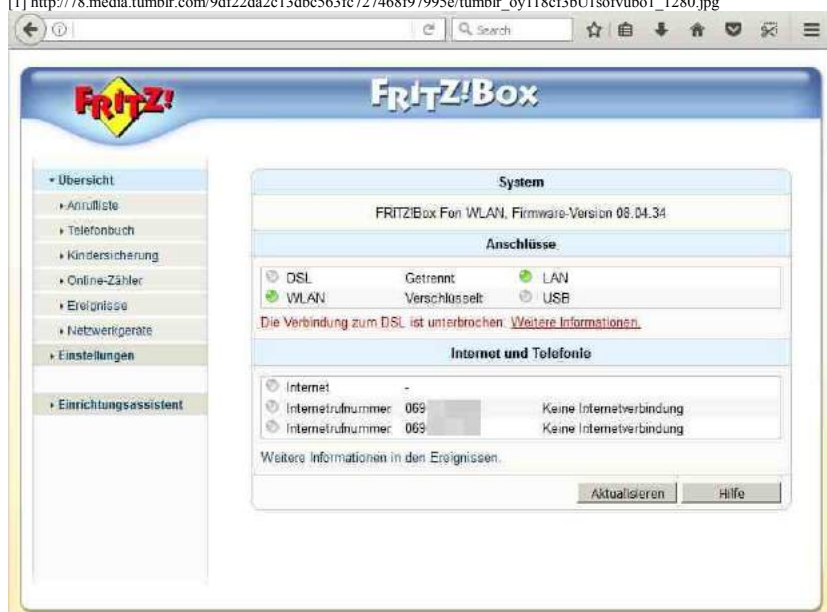 [1] http://78.media.tumblr.com/9df22da2c13dbc563fc727468f97995e/tumblr_oy118cf3bU1sofvubo1_1280.jpg
Search
FRITZ!
FRITZ!Box
Übersicht
Anrufliste
Telefonbuch
Kindersicherung
Online-Zähler
Ereignisse
Netzwerkgeräte
Einstellungen
Einrichtungsassistent
System
FRITZ!Box Fon WLAN, Firmware-Version 08.04.34
Anschlüsse
DSL Getrennt LAN
WLAN Verschlüsselt USB
Die Verbindung zum DSL ist unterbrochen. Weitere Informationen.
Internet und Telefonie
Internet -
Internetrufnummer 069 Keine Internetverbindung
Internetrufnummer 069 Keine Internetverbindung
Weitere Informationen in den Ereignissen.
Aktualisieren Hilfe